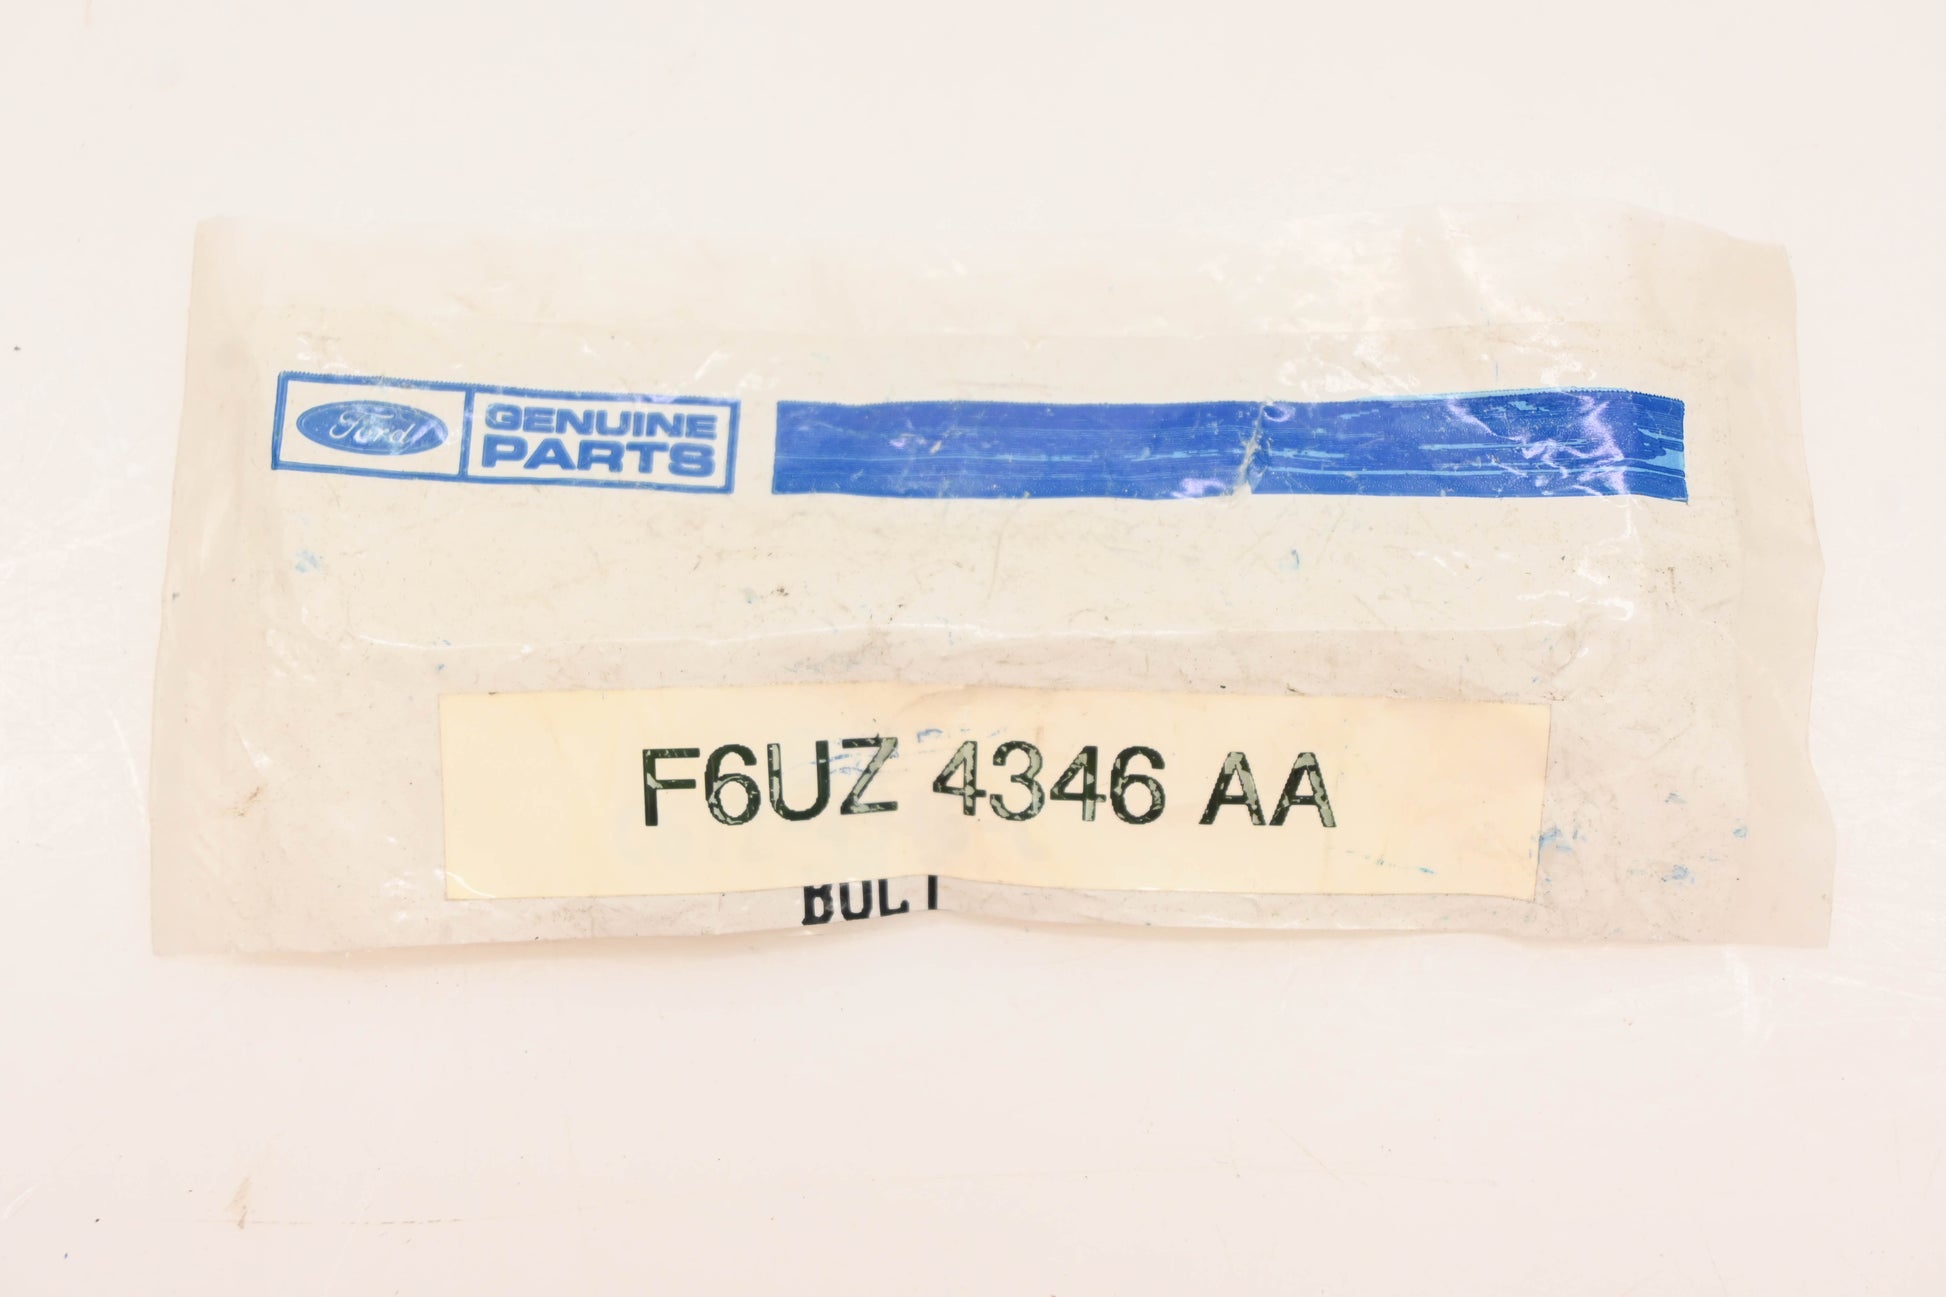 Ford GENUINE
PARTS
F6UZ 4346 AA
BOLT